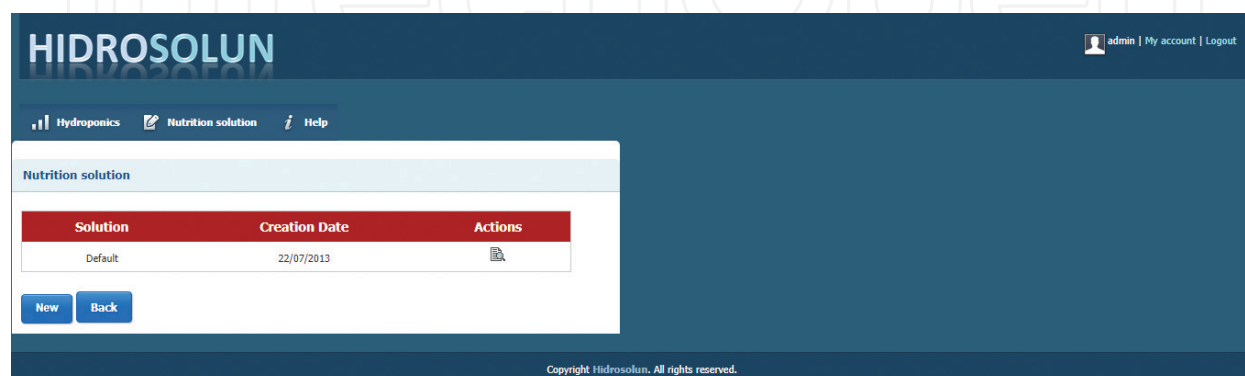 HIDROSOLUN
admin | My account | Logout
Hydroponics Nutrition solution i Help
Nutrition solution
Solution Creation Date Actions
Default 22/07/2013
New Back
Copyright Hidrosolun. All rights reserved.